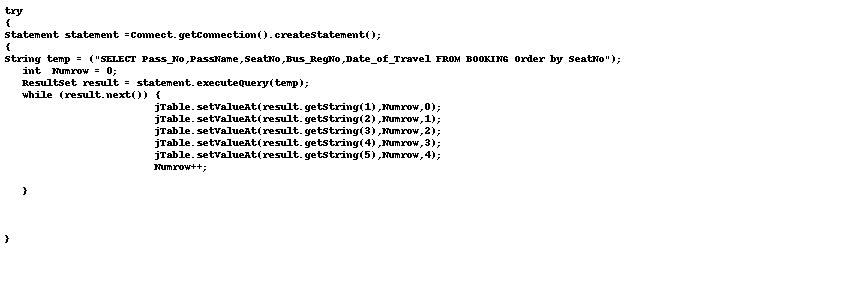 try
{
Statement statement =Connect.getConnection().createStatement();
{
String temp = ("SELECT Pass_No,PassName,SeatNo,Bus_RegNo,Date_of_Travel FROM BOOKING Order by SeatNo");
   int  Numrow = 0;
   ResultSet result = statement.executeQuery(temp);
   while (result.next()) {
                         jTable.setValueAt(result.getString(1),Numrow,0);
                         jTable.setValueAt(result.getString(2),Numrow,1);
                         jTable.setValueAt(result.getString(3),Numrow,2);
                         jTable.setValueAt(result.getString(4),Numrow,3);
                         jTable.setValueAt(result.getString(5),Numrow,4);
                         Numrow++;
   }
}